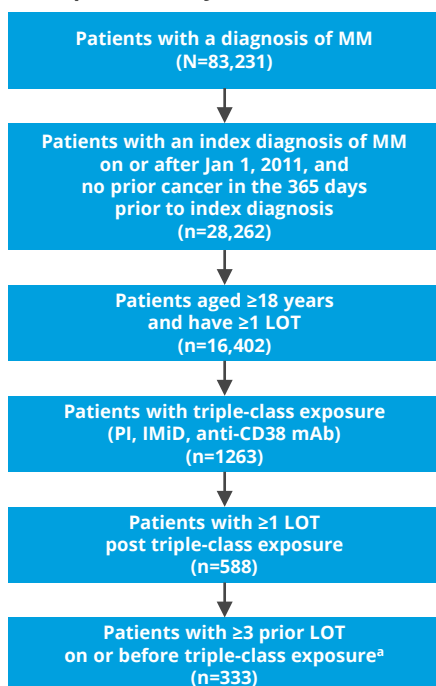 Patients with a diagnosis of MM
(N=83,231)
Patients with an index diagnosis of MM
on or after Jan 1, 2011, and
no prior cancer in the 365 days
prior to index diagnosis
(n=28,262)
Patients aged ≥18 years
and have ≥1 LOT
(n=16,402)
Patients with triple-class exposure
(PI, IMiD, anti-CD38 mAb)
(n=1263)
Patients with ≥1 LOT
post triple-class exposure
(n=588)
Patients with ≥3 prior LOT
on or before triple-class exposureᵃ
(n=333)